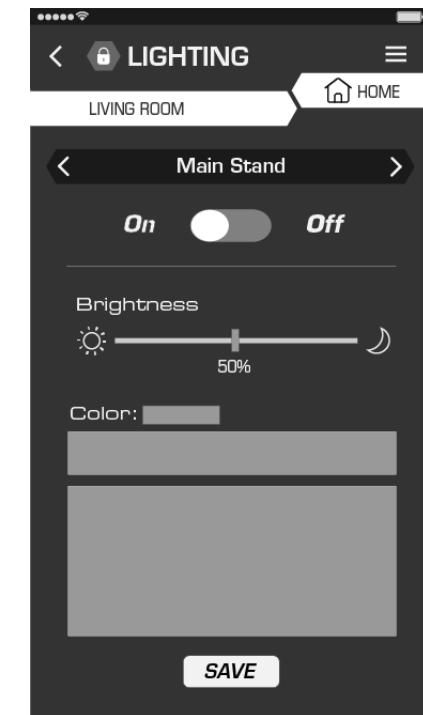 LIGHTING
HOME
LIVING ROOM
Main Stand
On Off
Brightness
50%
Color:
SAVE